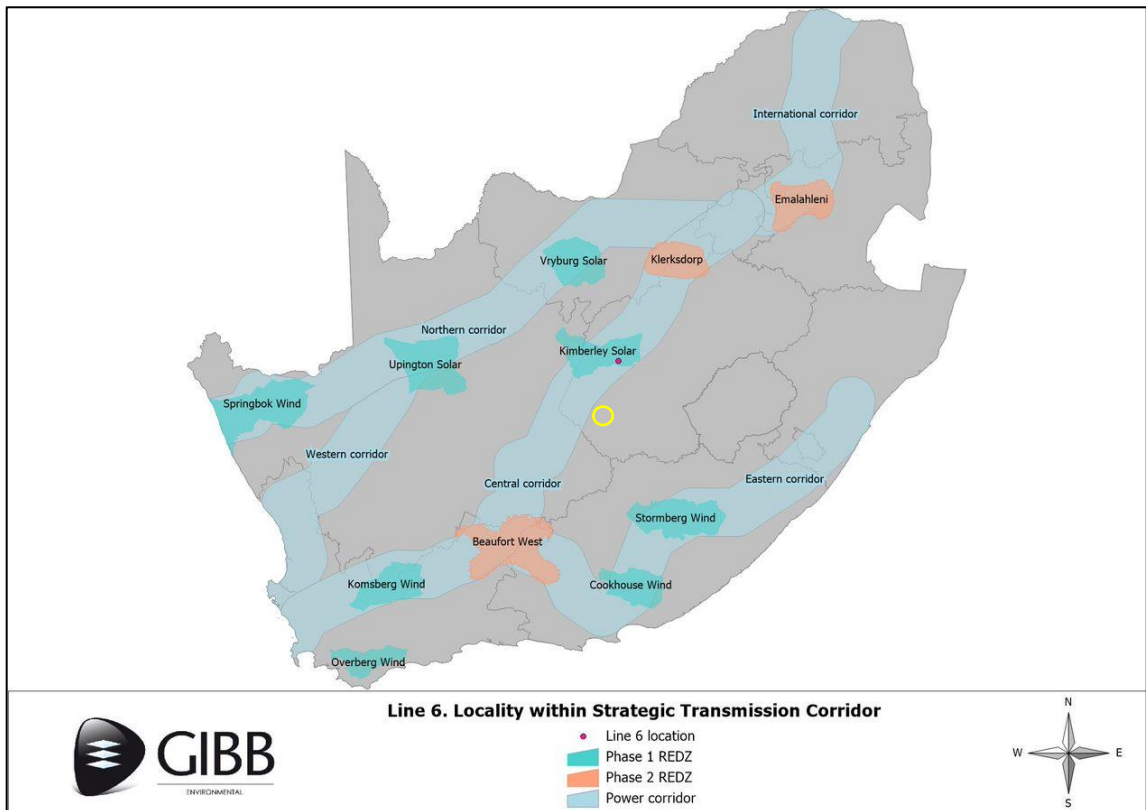 International corridor
Emalahleni
Vryburg Solar
Klerksdorp
Northern corridor
Kimberley Solar
Upington Solar
Springbok Wind
Western corridor
Central corridor
Eastern corridor
Stormberg Wind
Beaufort West
Komsberg Wind
Cookhouse Wind
Overberg Wind
Line 6. Locality within Strategic Transmission Corridor
Line 6 location
Phase 1 REDZ
Phase 2 REDZ
Power corridor
GIBB
ENVIRONMENTAL
N
W
E
S